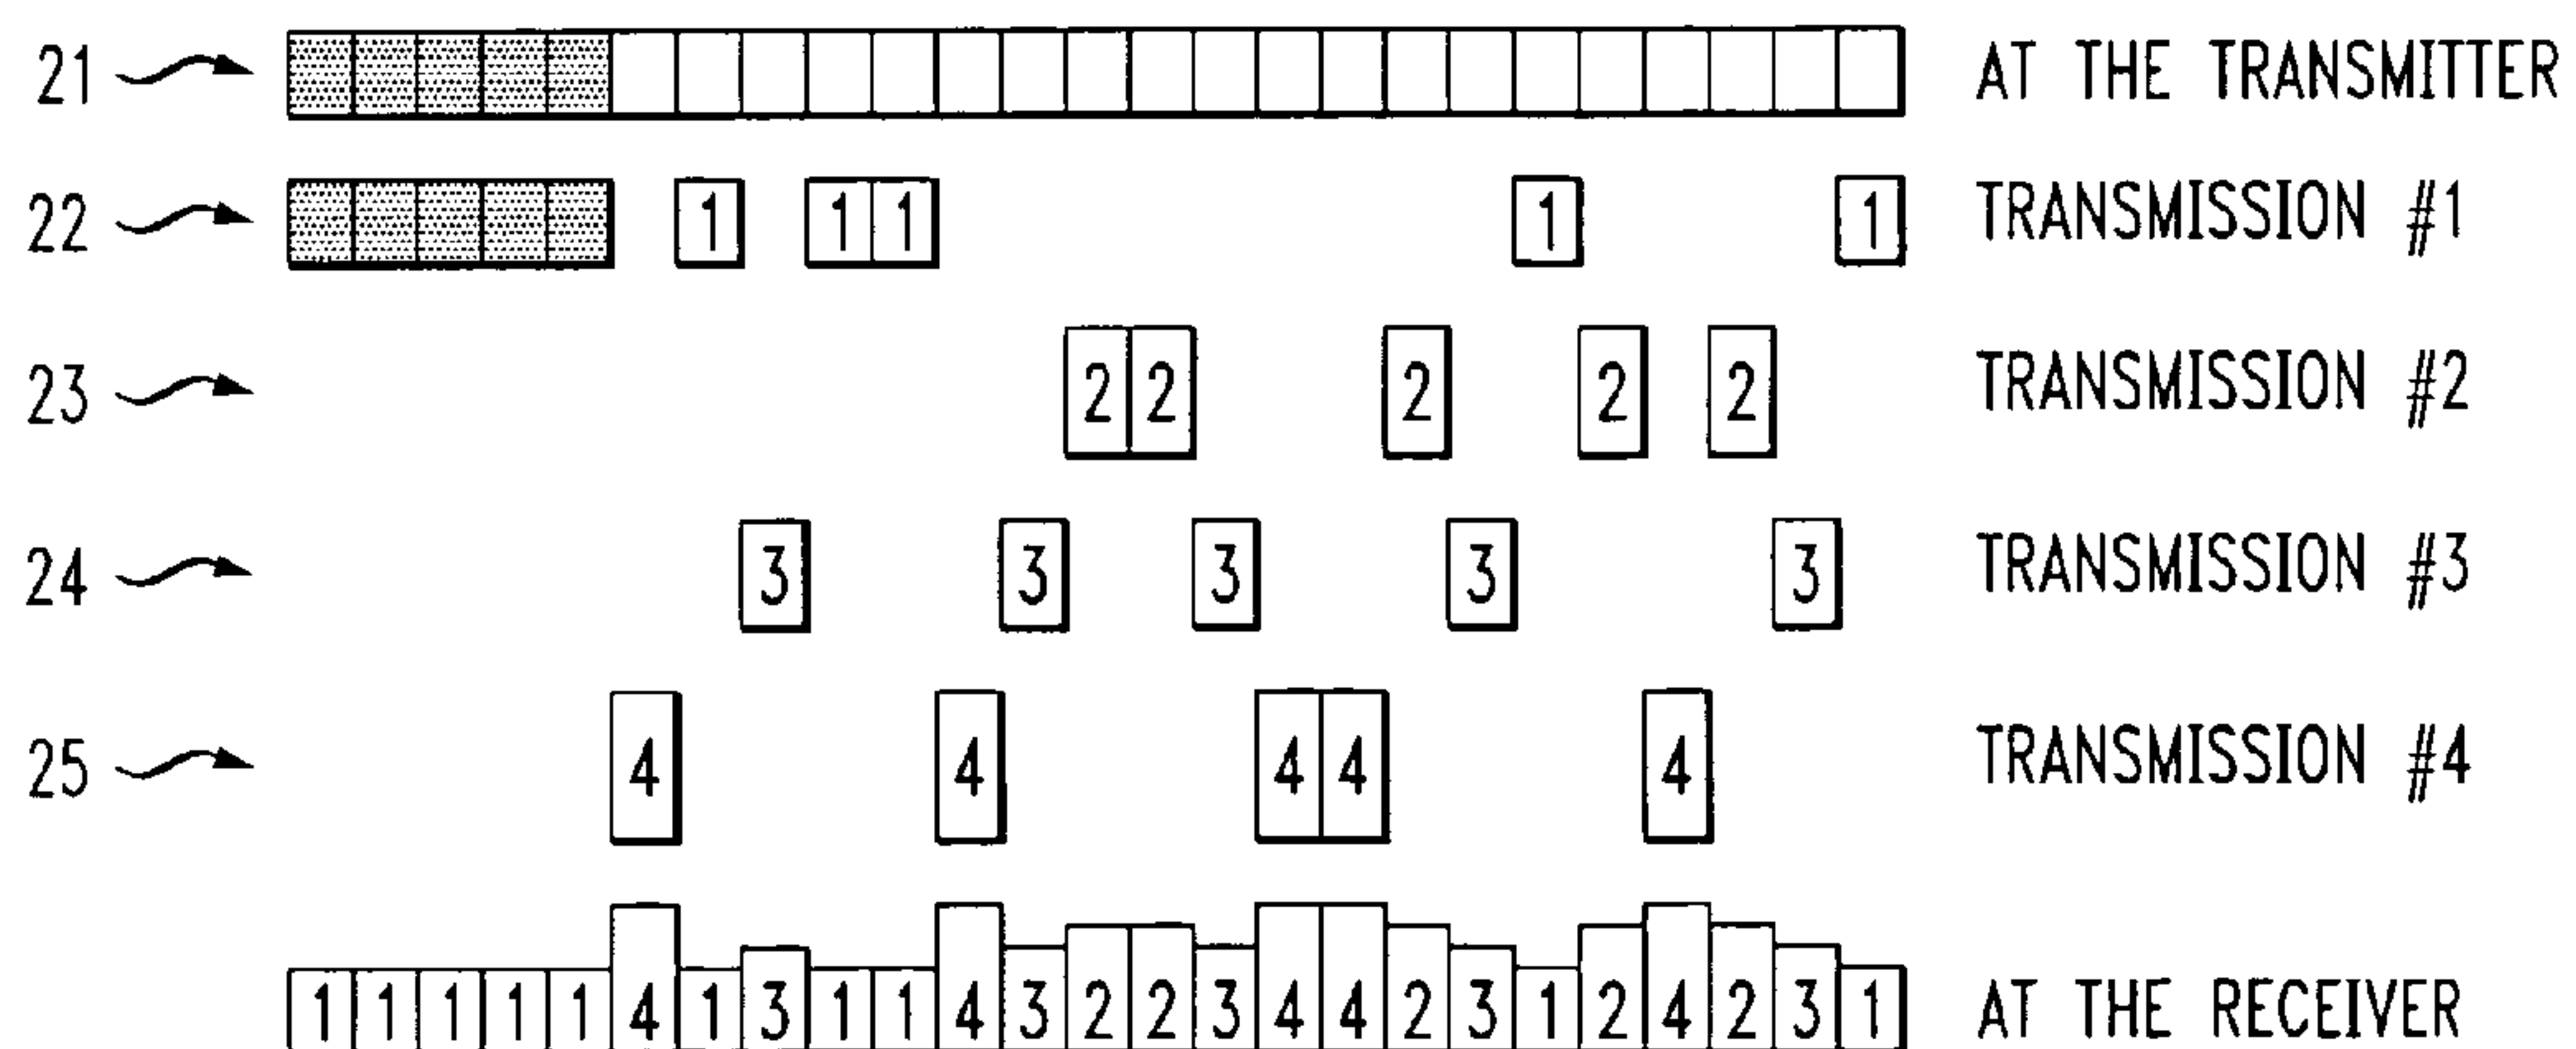 21 AT THE TRANSMITTER
22 1 1 1 1 1 TRANSMISSION #1
23 2 2 2 2 2 TRANSMISSION #2
24 3 3 3 3 3 TRANSMISSION #3
25 4 4 4 4 4 TRANSMISSION #4
1 1 1 1 1 4 1 3 1 1 4 3 2 2 3 4 4 2 3 1 2 4 2 3 1 AT THE RECEIVER